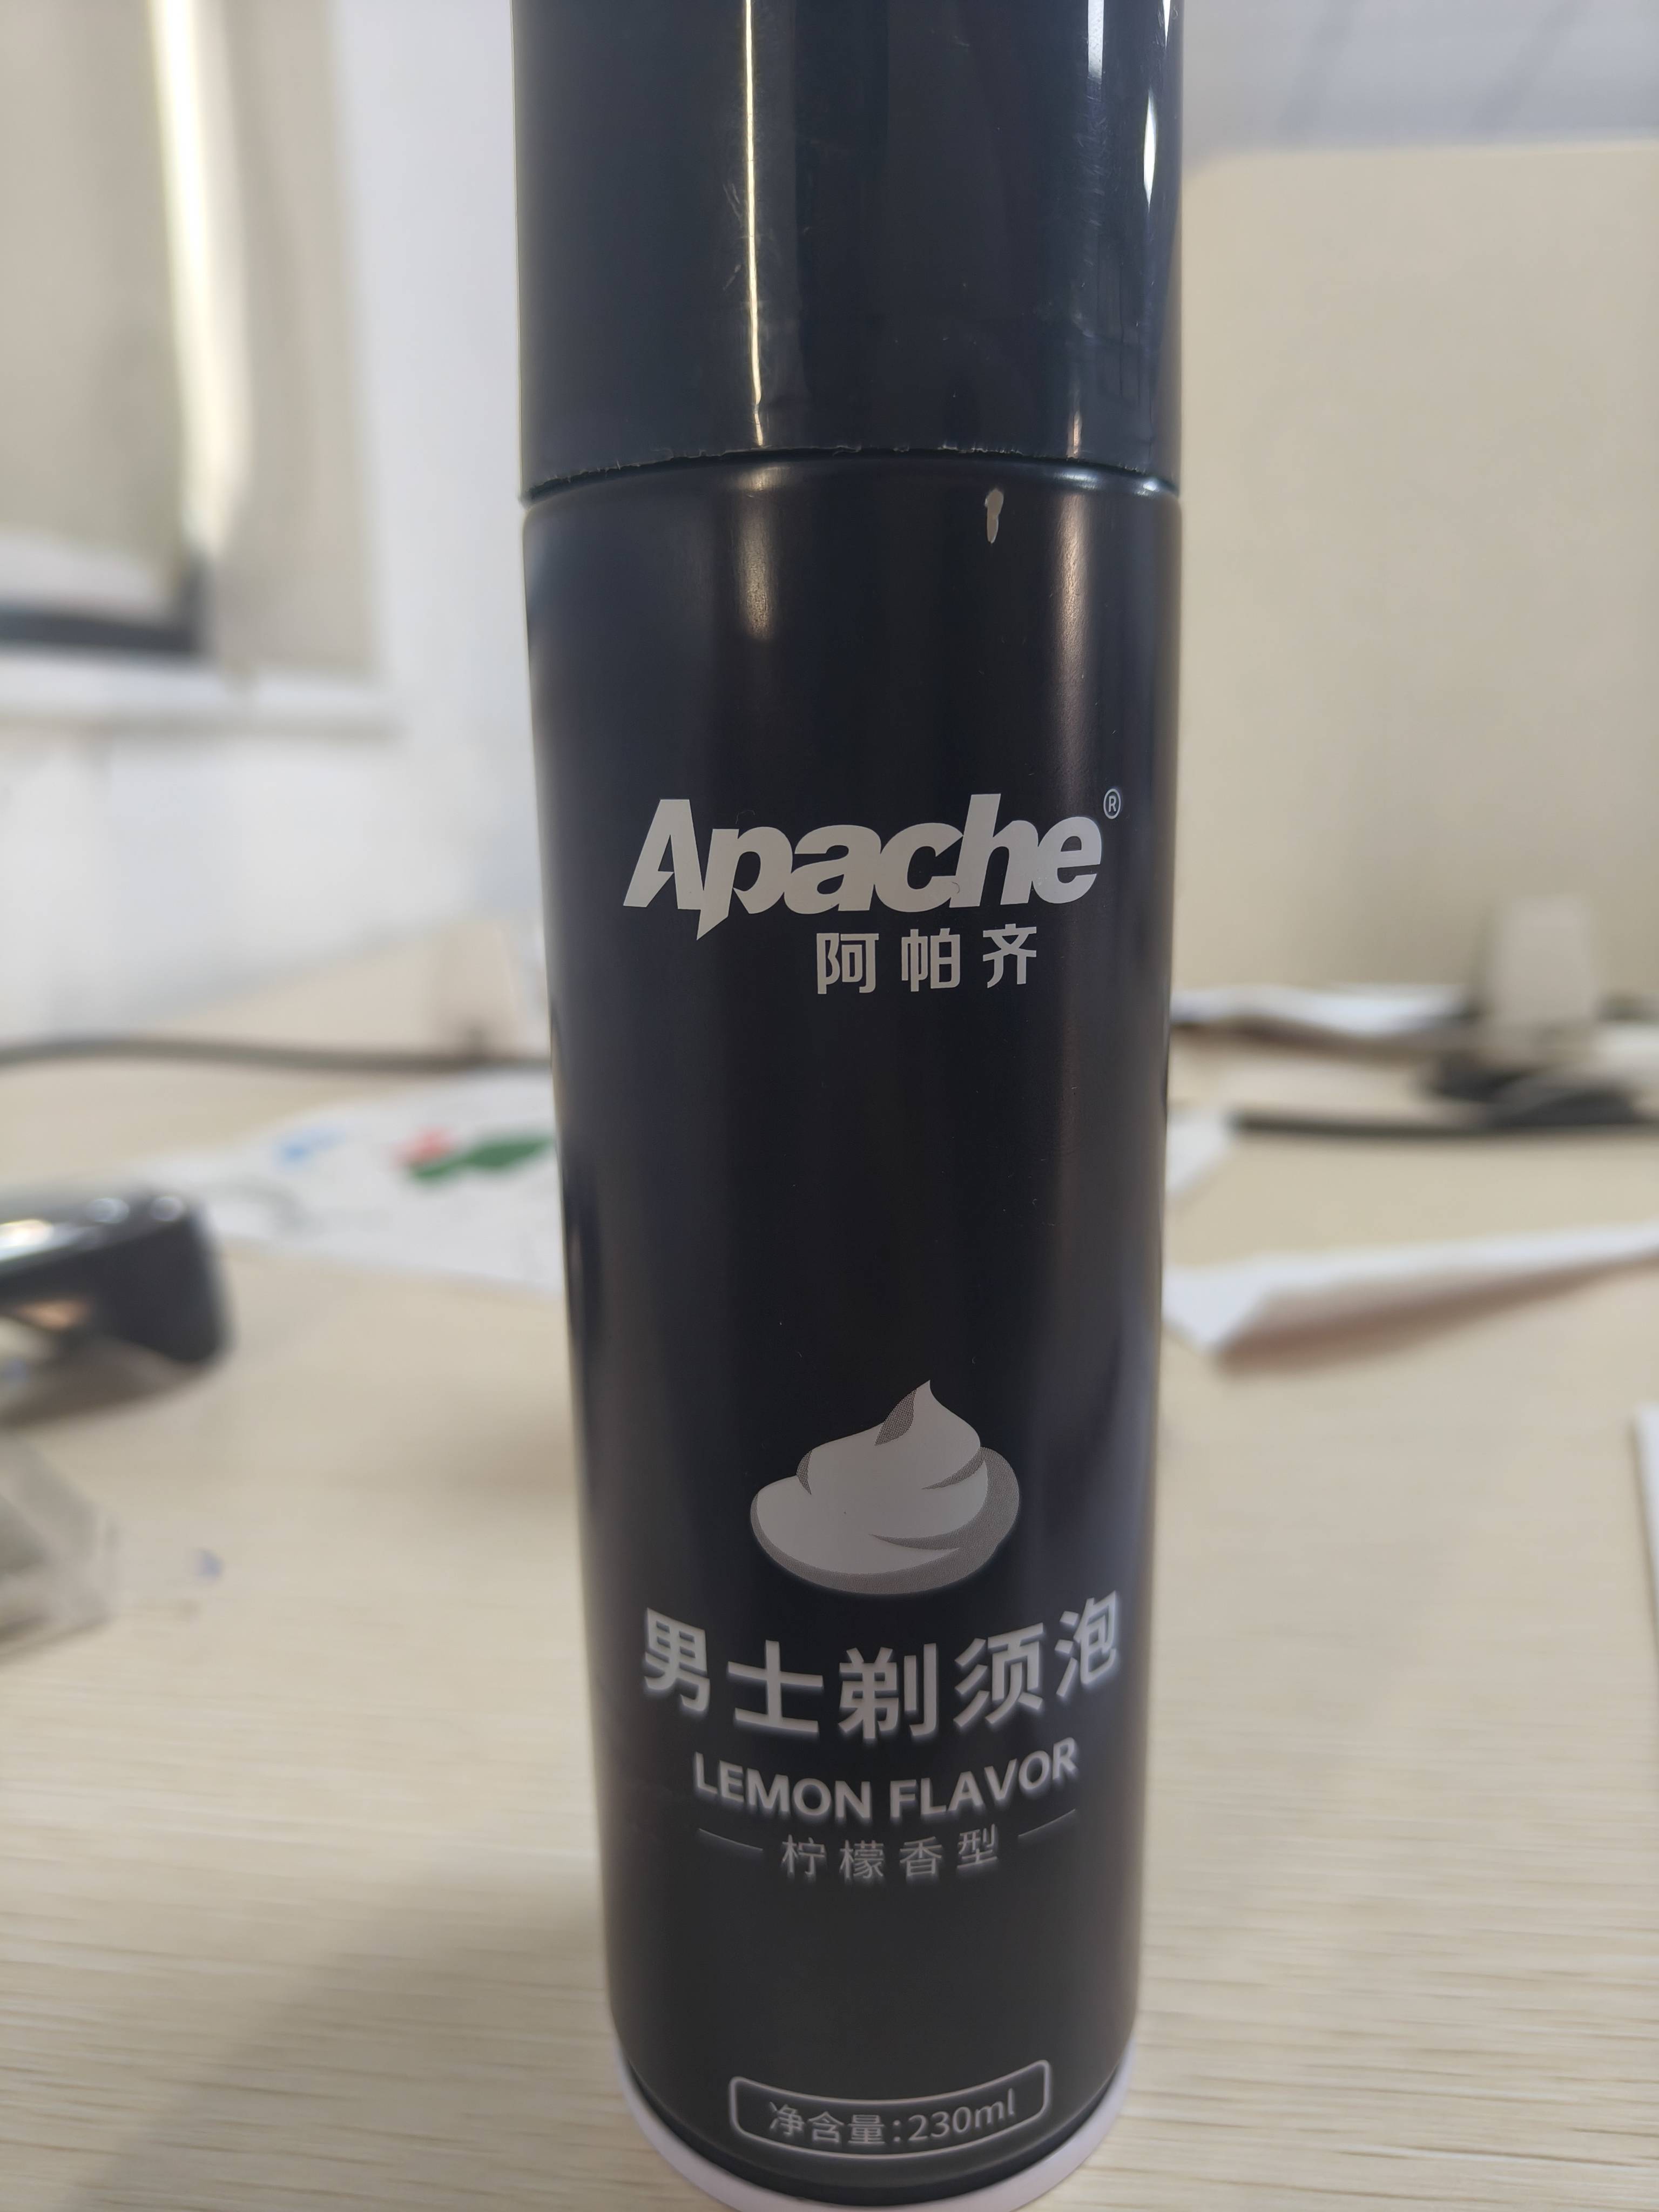 Apache®
阿帕齐
男士剃须泡
LEMON FLAVOR
柠檬香型
净含量:230ml